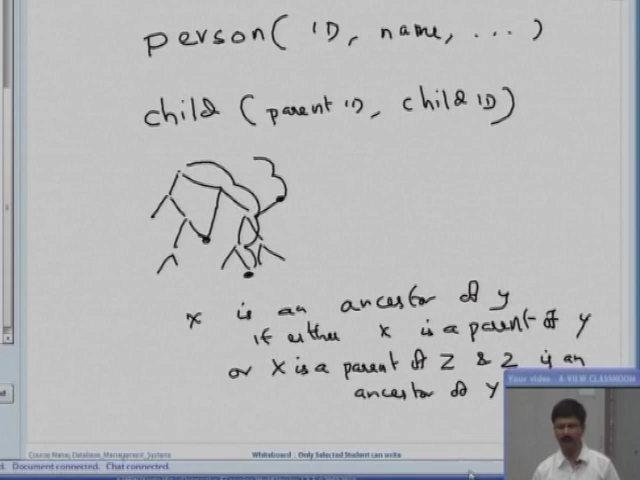 person( ID, name, ... )
child ( parent ID, child ID)
x is an ancestor of y
if either x is a parent of y
or X is a parent of Z & Z is an
ancestor of Y
Your video - A-VIEW CLASSROOM
Course Name: Database_Management_Systems
Whiteboard : Only Selected Student can write
d. Document connected. Chat connected.